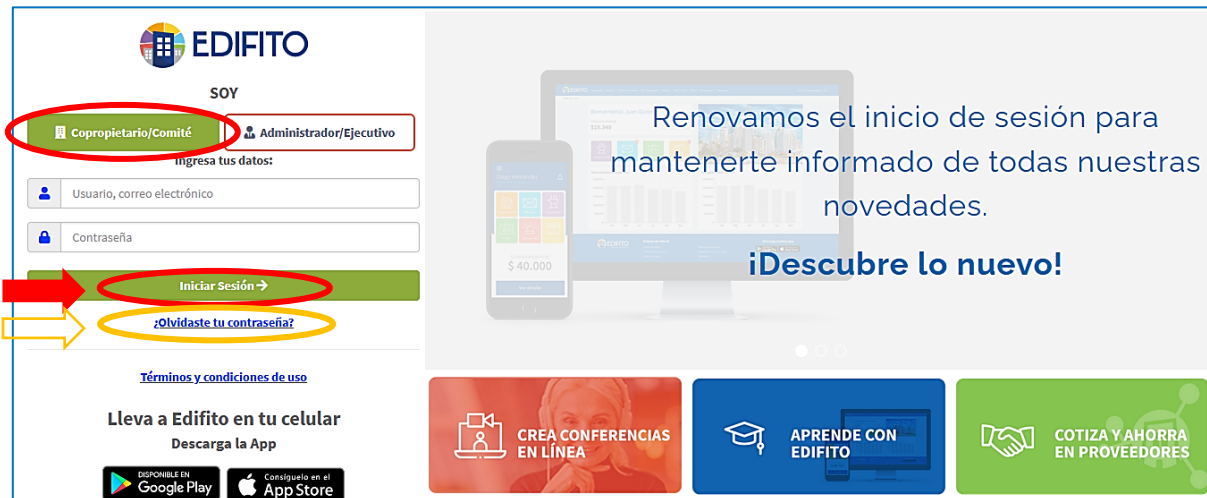 EDIFITO
SOY
Copropietario/Comité
Administrador/Ejecutivo
Ingresa tus datos:
Usuario, correo electrónico
Contraseña
Iniciar Sesión →
¿Olvidaste tu contraseña?
Términos y condiciones de uso
Lleva a Edifito en tu celular
Descarga la App
DISPONIBLE EN
Google Play
Consíguelo en el
App Store
Renovamos el inicio de sesión para
mantenerte informado de todas nuestras
novedades.
¡Descubre lo nuevo!
$ 40.000
EDIFITO
CREA CONFERENCIAS
EN LÍNEA
APRENDE CON
EDIFITO
COTIZA Y AHORRA
EN PROVEEDORES